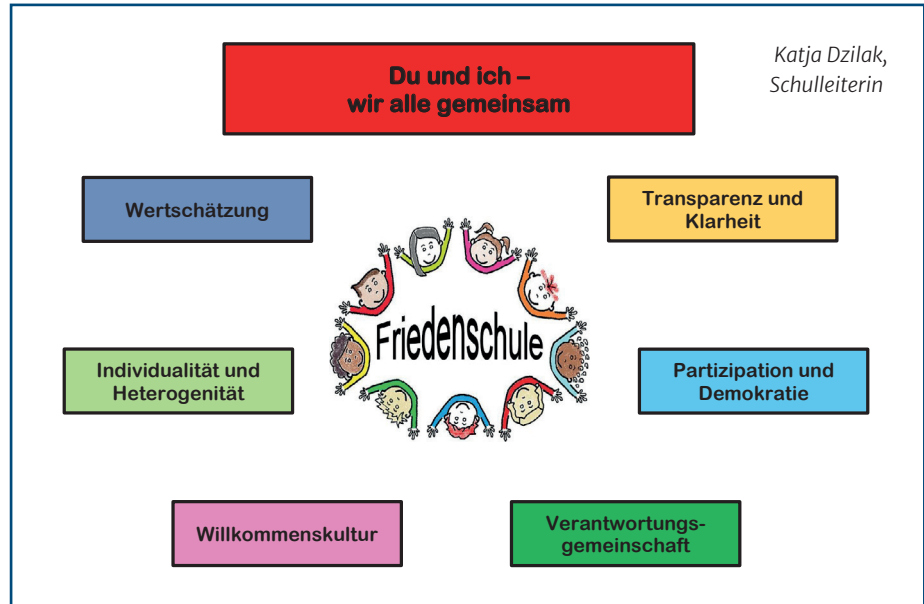 Du und ich –
wir alle gemeinsam
Katja Dzilak,
Schulleiterin
Wertschätzung
Transparenz und
Klarheit
Friedenschule
Individualität und
Heterogenität
Partizipation und
Demokratie
Willkommenskultur
Verantwortungs-
gemeinschaft